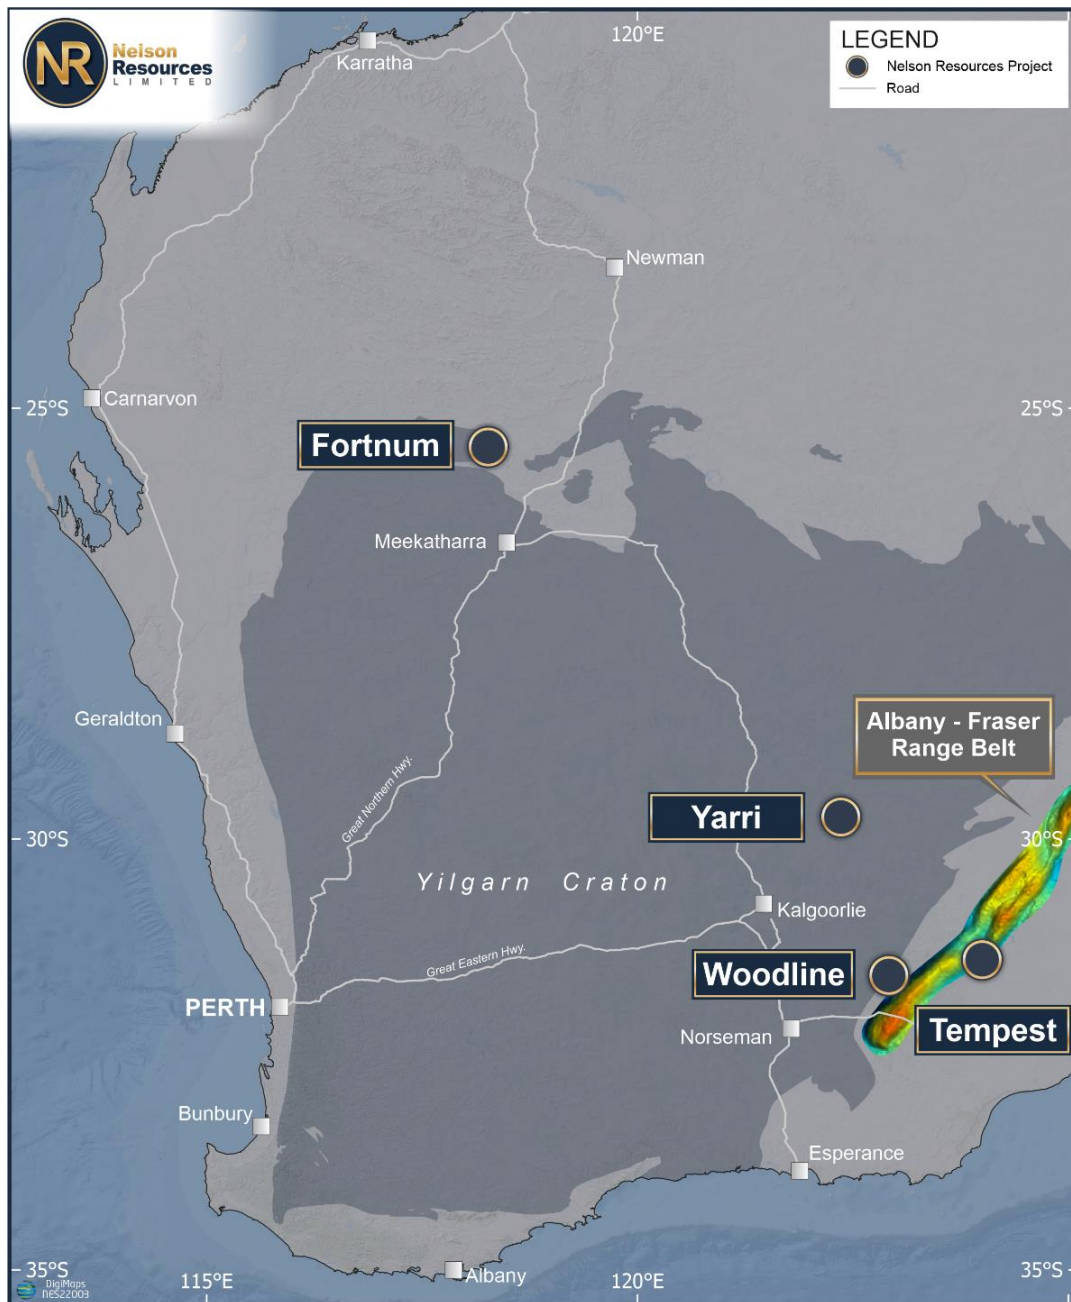 NR
Nelson
Resources
LIMITED
120°E
LEGEND
Nelson Resources Project
Road
Karratha
Newman
Carnarvon
25°S
25°S
Fortnum
Meekatharra
Geraldton
Albany - Fraser
Range Belt
Great Northern Hwy.
Yarri
30°S
30°S
Yilgarn Craton
Kalgoorlie
Great Eastern Hwy.
Woodline
PERTH
Norseman
Tempest
Bunbury
Esperance
35°S
115°E
Albany
120°E
35°S
DigiMaps
NES22003